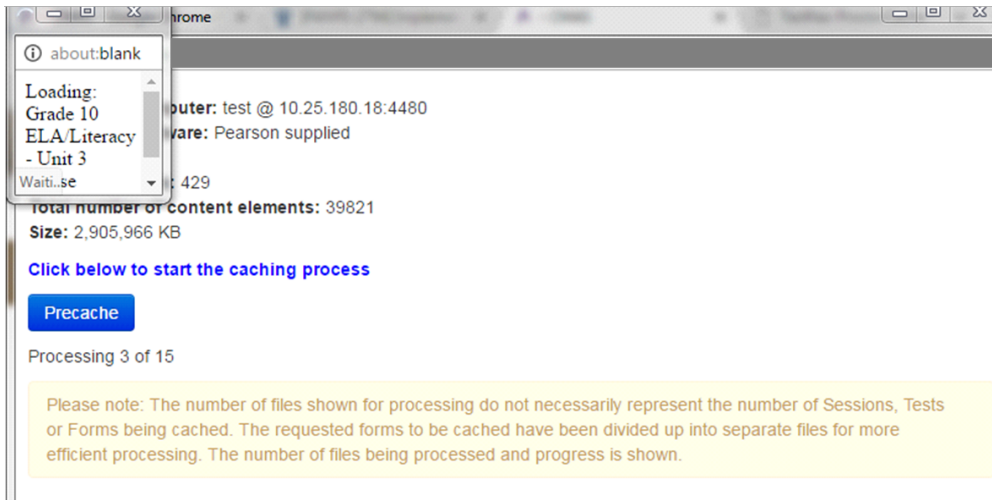 hrome
about:blank
Loading:
Grade 10
ELA/Literacy
- Unit 3
Waiti...se
puter: test @ 10.25.180.18:4480
vare: Pearson supplied
: 429
Total number of content elements: 39821
Size: 2,905,966 KB
Click below to start the caching process
Precache
Processing 3 of 15
Please note: The number of files shown for processing do not necessarily represent the number of Sessions, Tests
or Forms being cached. The requested forms to be cached have been divided up into separate files for more
efficient processing. The number of files being processed and progress is shown.